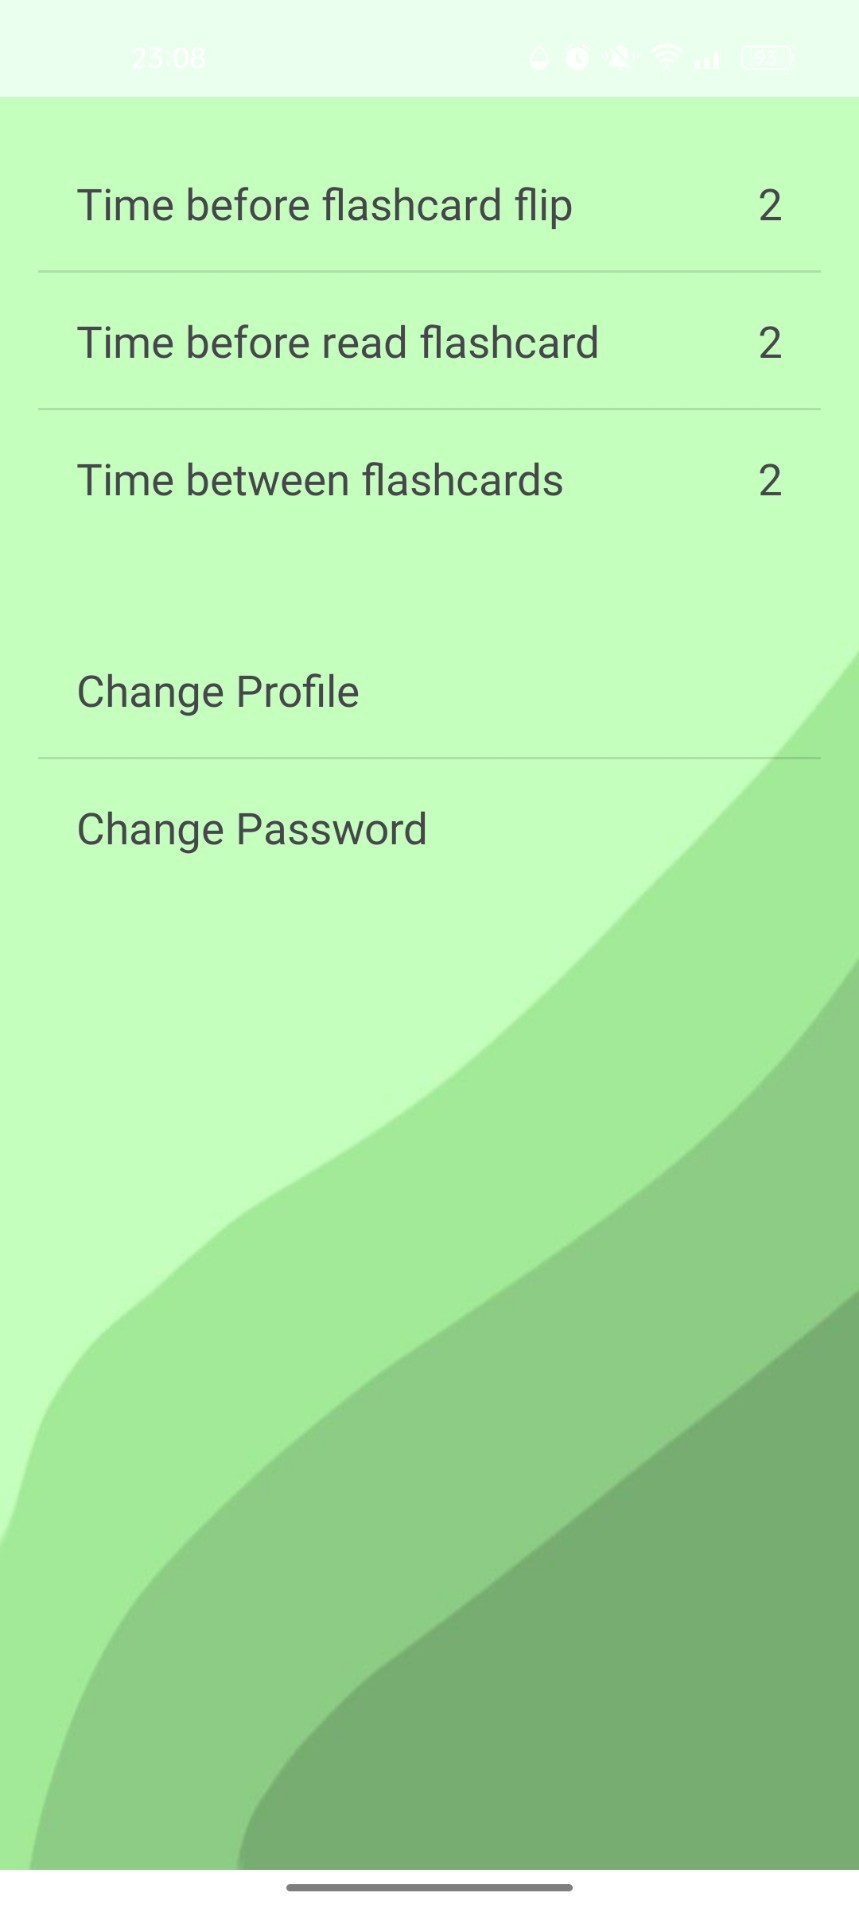 23:08
93
Time before flashcard flip 2
Time before read flashcard 2
Time between flashcards 2
Change Profile
Change Password